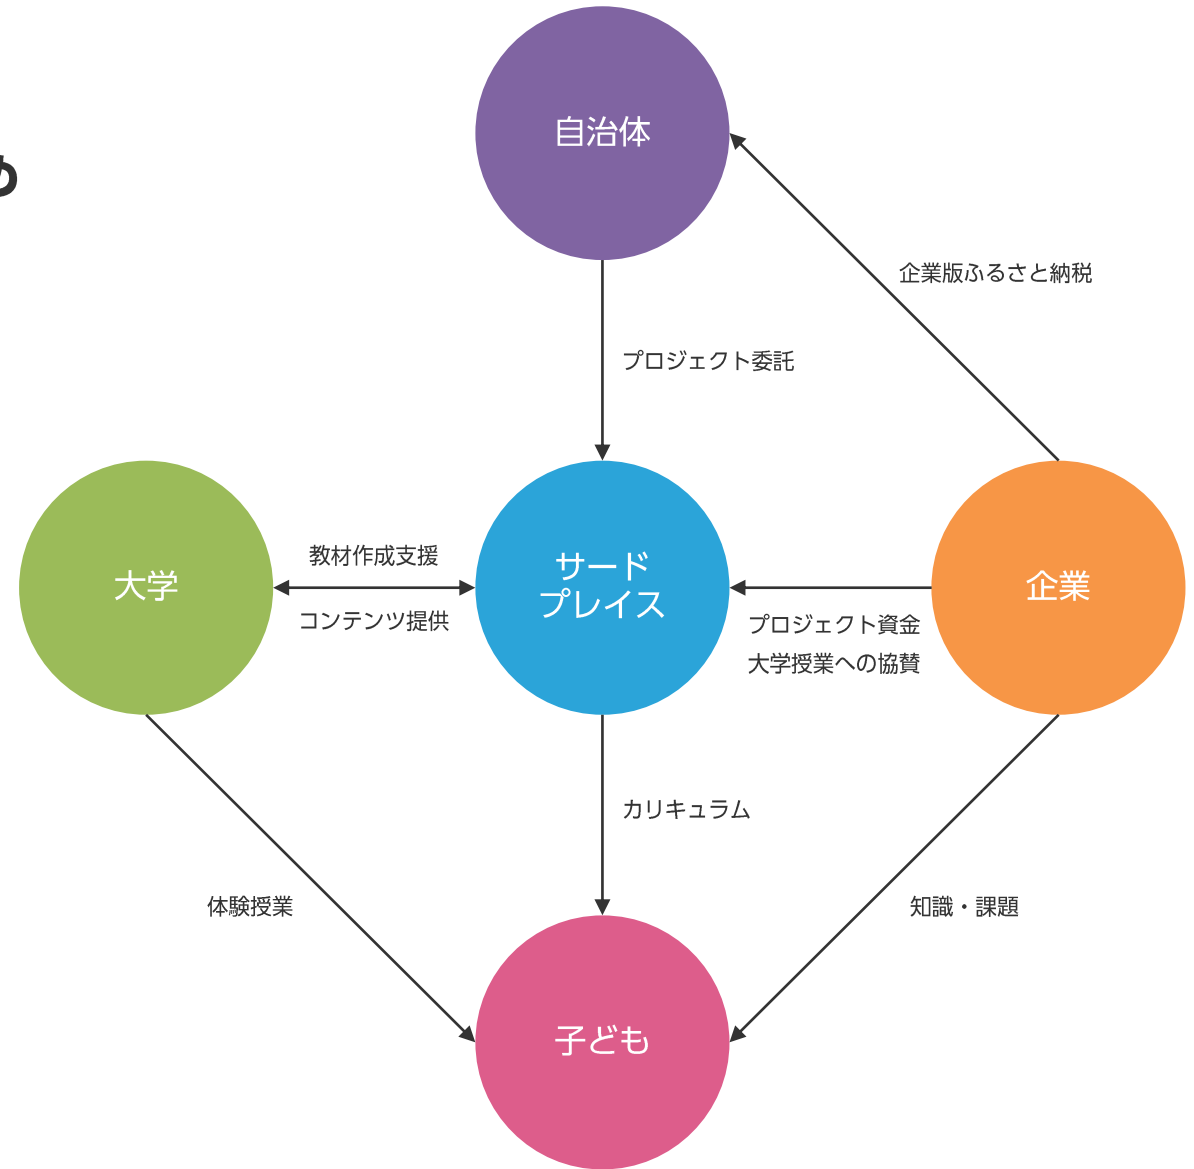 自治体
め
企業版ふるさと納税
プロジェクト委託
大学
教材作成支援
コンテンツ提供
サード
プレイス
プロジェクト資金
大学授業への協賛
企業
カリキュラム
体験授業
知識・課題
子ども